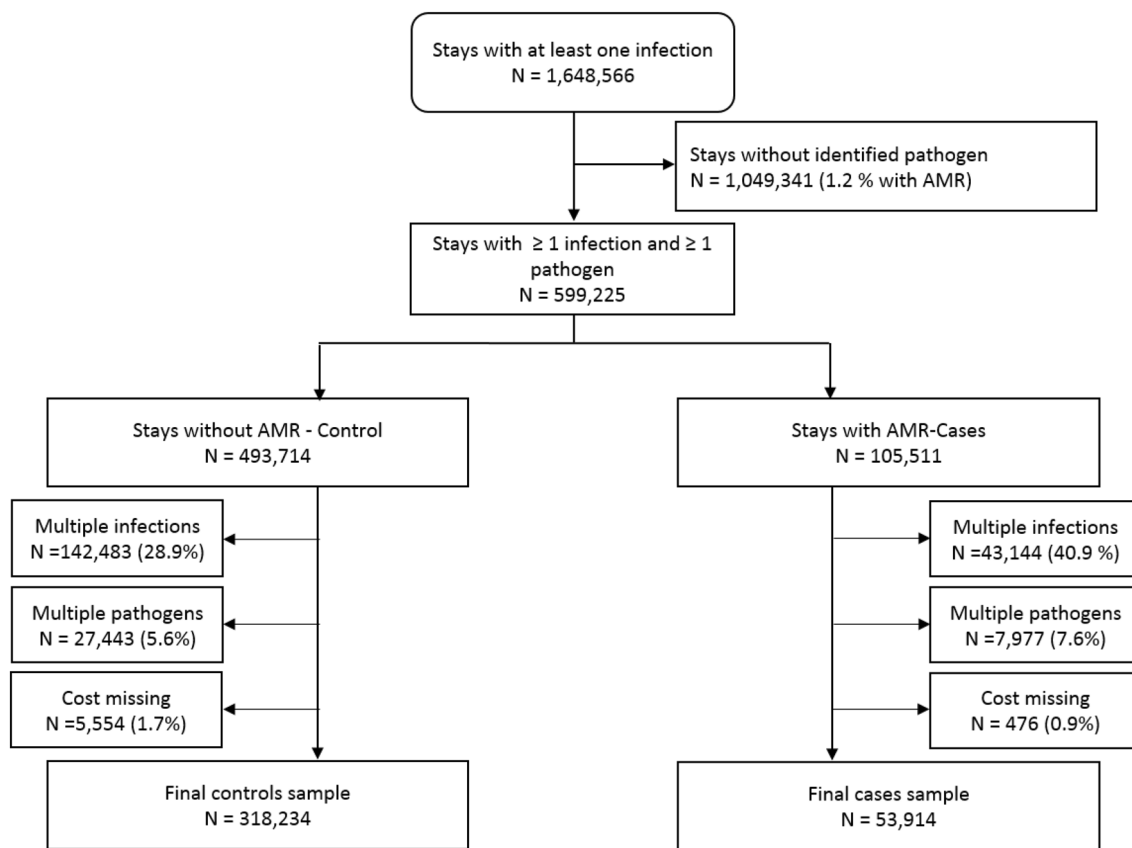 Stays with at least one infection
N = 1,648,566
Stays without identified pathogen
N = 1,049,341 (1.2 % with AMR)
Stays with ≥ 1 infection and ≥ 1
pathogen
N = 599,225
Stays without AMR - Control
N = 493,714
Stays with AMR-Cases
N = 105,511
Multiple infections
N =142,483 (28.9%)
Multiple infections
N =43,144 (40.9 %)
Multiple pathogens
N = 27,443 (5.6%)
Multiple pathogens
N =7,977 (7.6%)
Cost missing
N =5,554 (1.7%)
Cost missing
N = 476 (0.9%)
Final controls sample
N = 318,234
Final cases sample
N = 53,914